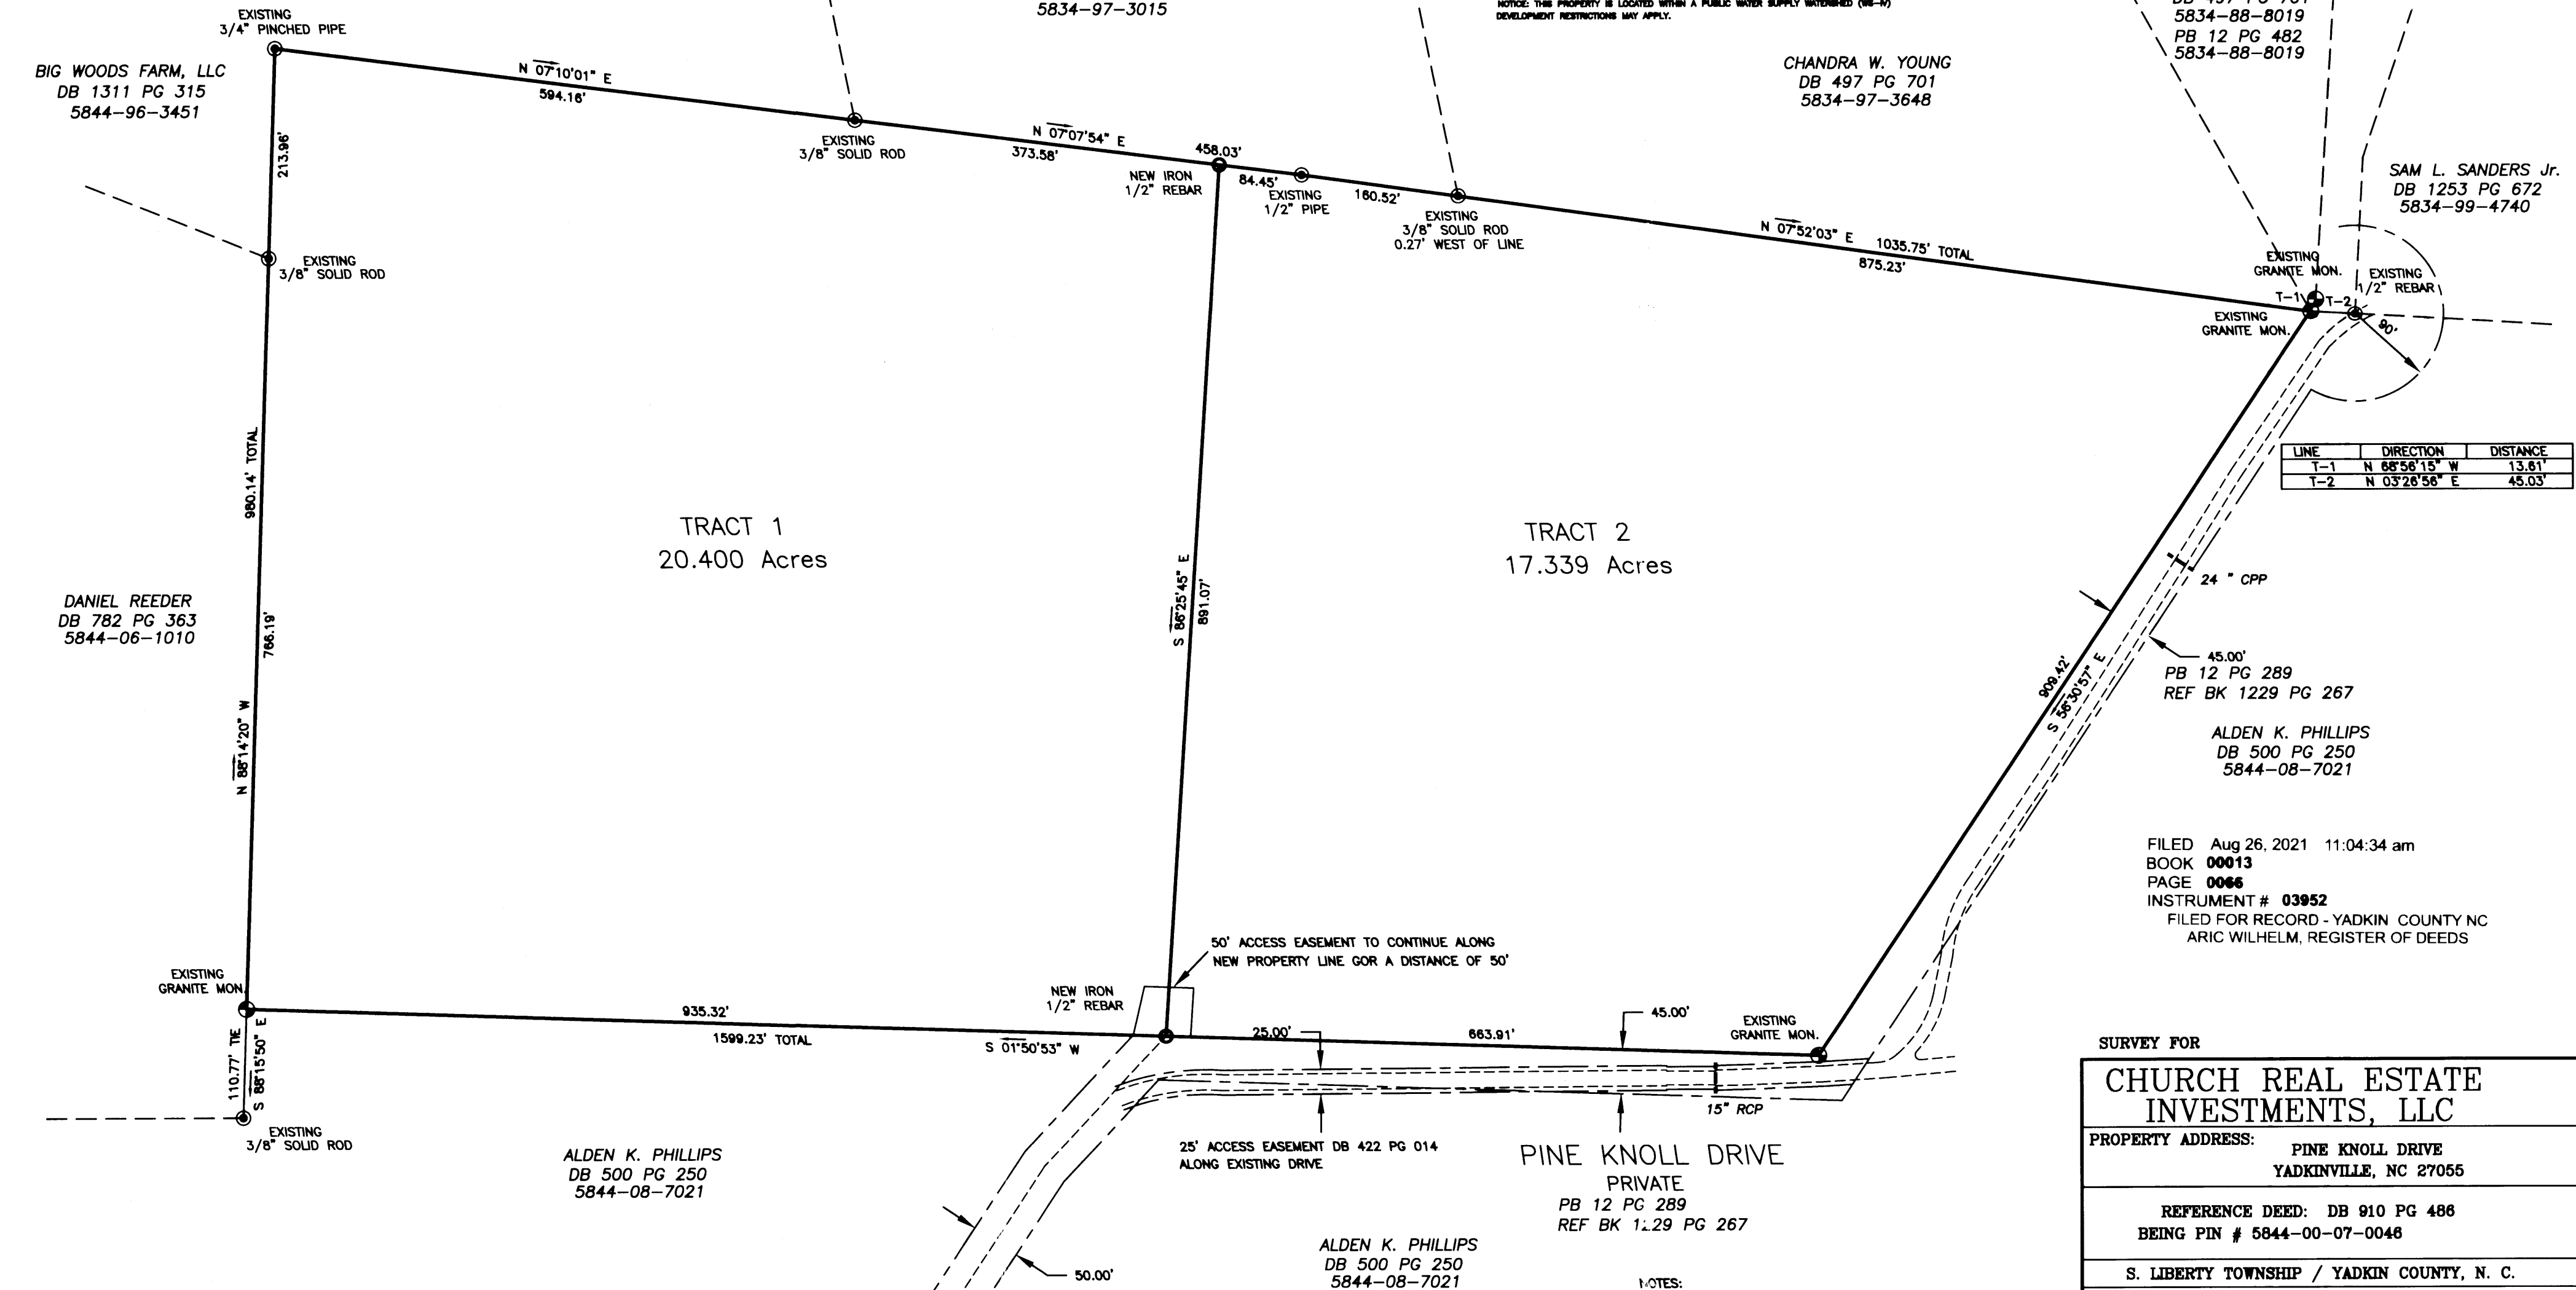 EXISTING
3/4" PINCHED PIPE
5834-97-3015
NOTICE: THIS PROPERTY IS LOCATED WITHIN A PUBLIC WATER SUPPLY WATERSHED (WS-IV)
DEVELOPMENT RESTRICTIONS MAY APPLY.
5834-88-8019
PB 12 PG 482
5834-88-8019
BIG WOODS FARM, LLC
DB 1311 PG 315
5844-96-3451
N 07°10'01" E
594.16'
CHANDRA W. YOUNG
DB 497 PG 701
5834-97-3648
213.96'
EXISTING
3/8" SOLID ROD
N 07°07'54" E
373.58'
458.03'
NEW IRON
1/2" REBAR
84.45'
EXISTING
1/2" PIPE
160.52'
EXISTING
3/8" SOLID ROD
0.27' WEST OF LINE
N 07°52'03" E
1035.75' TOTAL
875.23'
SAM L. SANDERS Jr.
DB 1253 PG 672
5834-99-4740
EXISTING
GRANITE MON.
EXISTING
1/2" REBAR
T-1
T-2
EXISTING
GRANITE MON.
90'
EXISTING
3/8" SOLID ROD
LINE DIRECTION DISTANCE
T-1 N 68°56'15" W 13.61'
T-2 N 03°26'56" E 45.03'
980.14' TOTAL
766.19'
N 88°14'20" W
TRACT 1
20.400 Acres
S 86°25'45" E
891.07'
TRACT 2
17.339 Acres
24 " CPP
DANIEL REEDER
DB 782 PG 363
5844-06-1010
909.42'
S 56°30'57" E
45.00'
PB 12 PG 289
REF BK 1229 PG 267
ALDEN K. PHILLIPS
DB 500 PG 250
5844-08-7021
FILED Aug 26, 2021 11:04:34 am
BOOK 00013
PAGE 0066
INSTRUMENT # 03952
FILED FOR RECORD - YADKIN COUNTY NC
ARIC WILHELM, REGISTER OF DEEDS
50' ACCESS EASEMENT TO CONTINUE ALONG
NEW PROPERTY LINE GOR A DISTANCE OF 50'
EXISTING
GRANITE MON.
NEW IRON
1/2" REBAR
935.32'
1599.23' TOTAL
S 01°50'53" W
25.00'
663.91'
45.00'
EXISTING
GRANITE MON.
110.77' TIE
S 88°15'50" E
EXISTING
3/8" SOLID ROD
15" RCP
25' ACCESS EASEMENT DB 422 PG 014
ALONG EXISTING DRIVE
PINE KNOLL DRIVE
PRIVATE
PB 12 PG 289
REF BK 1229 PG 267
ALDEN K. PHILLIPS
DB 500 PG 250
5844-08-7021
50.00'
ALDEN K. PHILLIPS
DB 500 PG 250
5844-08-7021
NOTES:
SURVEY FOR
CHURCH REAL ESTATE
INVESTMENTS, LLC
PROPERTY ADDRESS:
PINE KNOLL DRIVE
YADKINVILLE, NC 27055
REFERENCE DEED: DB 910 PG 486
BEING PIN # 5844-00-07-0046
S. LIBERTY TOWNSHIP / YADKIN COUNTY, N. C.